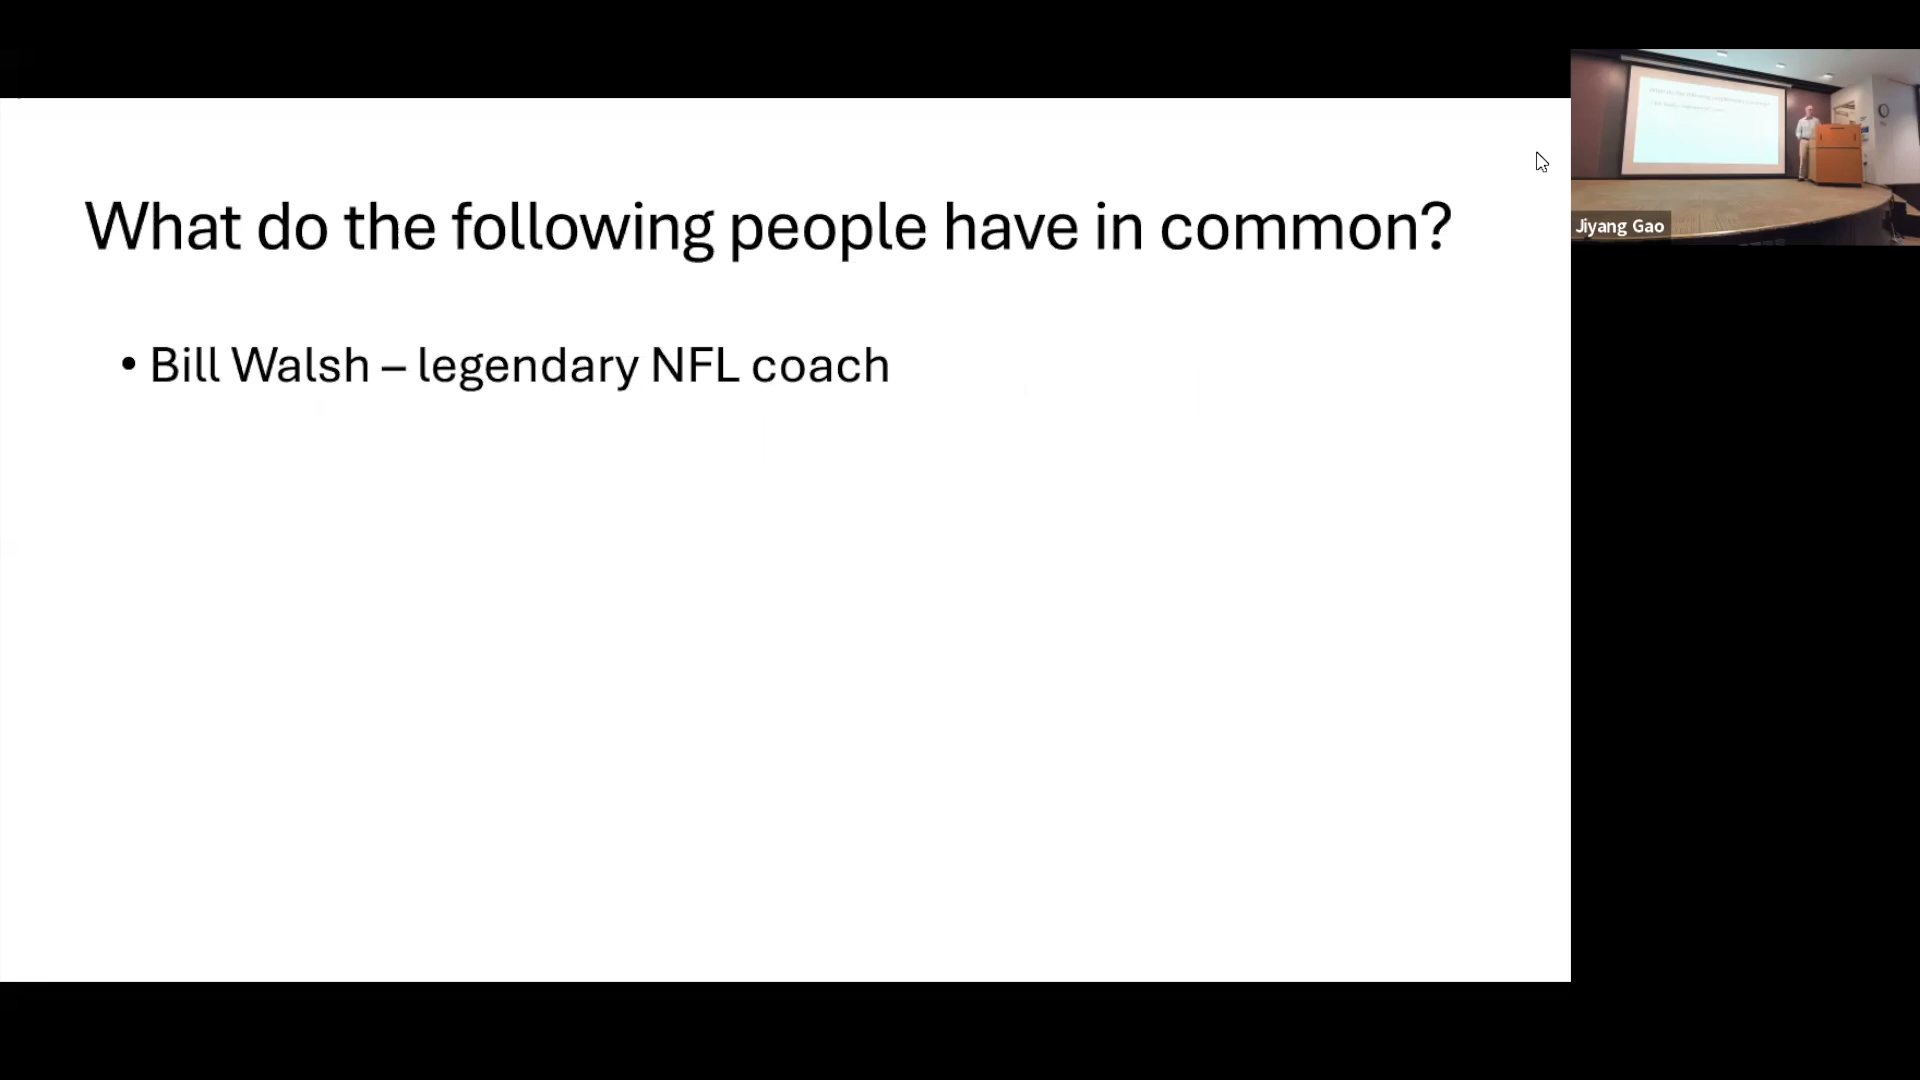 What do the following people have in common?
• Bill Walsh – legendary NFL coach
Jiyang Gao